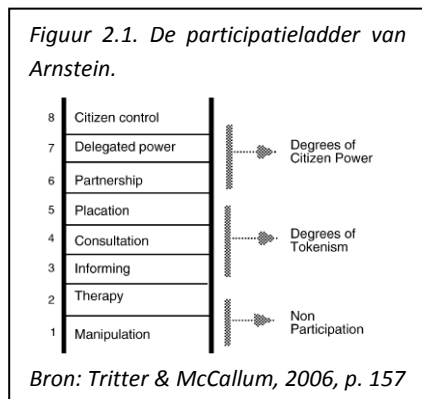 Figuur 2.1. De participatieladder van
Arnstein.
8 Citizen control
7 Delegated power
6 Partnership
5 Placation
4 Consultation
3 Informing
2 Therapy
1 Manipulation
Degrees of
Citizen Power
Degrees of
Tokenism
Non
Participation
Bron: Tritter & McCallum, 2006, p. 157